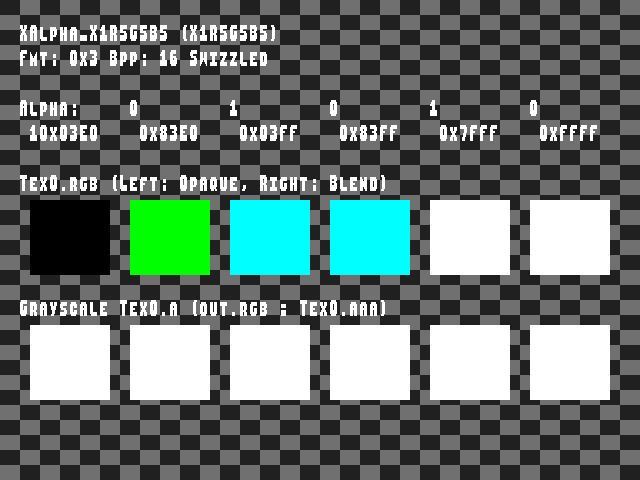 XAlpha_X1R5G5B5 (X1R5G5B5)
Fmt: 0x3 Bpp: 16 Swizzled
Alpha: 0 1 0 1 0
10x03E0 0x83E0 0x03ff 0x83ff 0x7fff 0xffff
Tex0.rgb (Left: Opaque, Right: Blend)
Grayscale Tex0.a (out.rgb = Tex0.aaa)